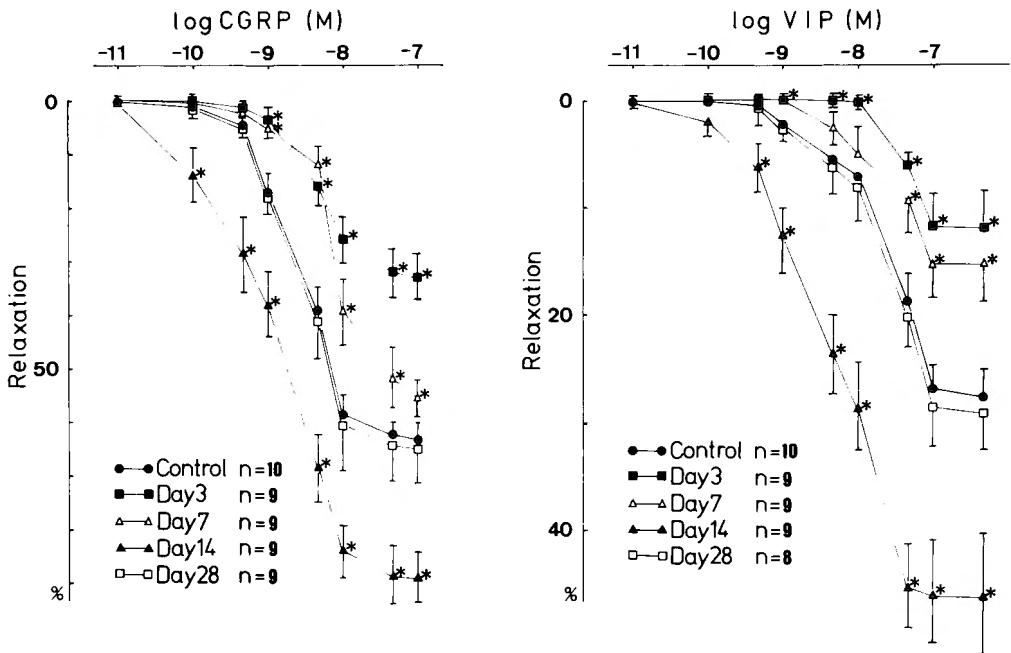 log CGRP (M)
-11 -10 -9 -8 -7
0
50
%
Relaxation
Control n=10
Day3 n=9
Day7 n=9
Day14 n=9
Day28 n=9
log VIP (M)
-11 -10 -9 -8 -7
0
20
40
%
Relaxation
Control n=10
Day3 n=9
Day7 n=9
Day14 n=9
Day28 n=8